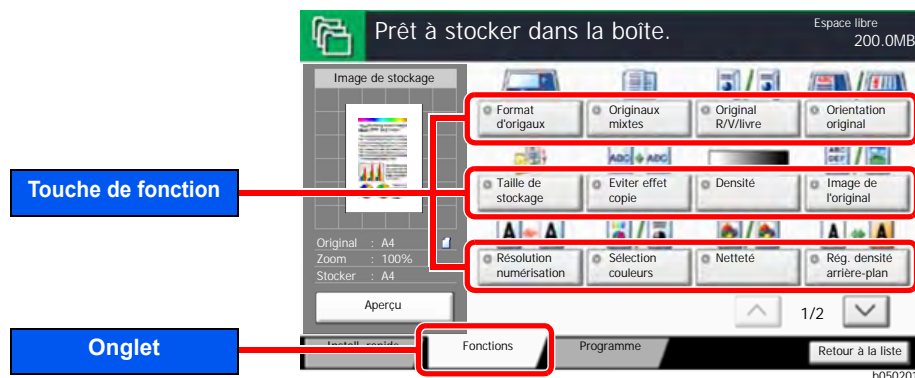 Prêt à stocker dans la boîte.
Espace libre
200.0MB
Image de stockage
Format
d'origaux
Originaux
mixtes
Original
R/V/livre
Orientation
original
Touche de fonction
Taille de
stockage
Eviter effet
copie
Densité
Image de
l'original
Original : A4
Zoom : 100%
Stocker : A4
Résolution
numérisation
Sélection
couleurs
Netteté
Rég. densité
arrière-plan
Aperçu
1/2
Onglet
Install. rapide
Fonctions
Programme
Retour à la liste
b050201